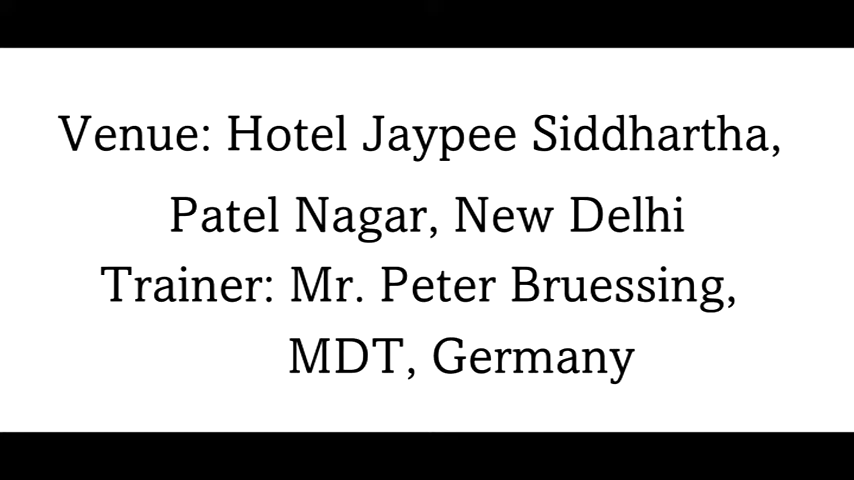 Venue: Hotel Jaypee Siddhartha,
Patel Nagar, New Delhi
Trainer: Mr. Peter Bruessing,
MDT, Germany